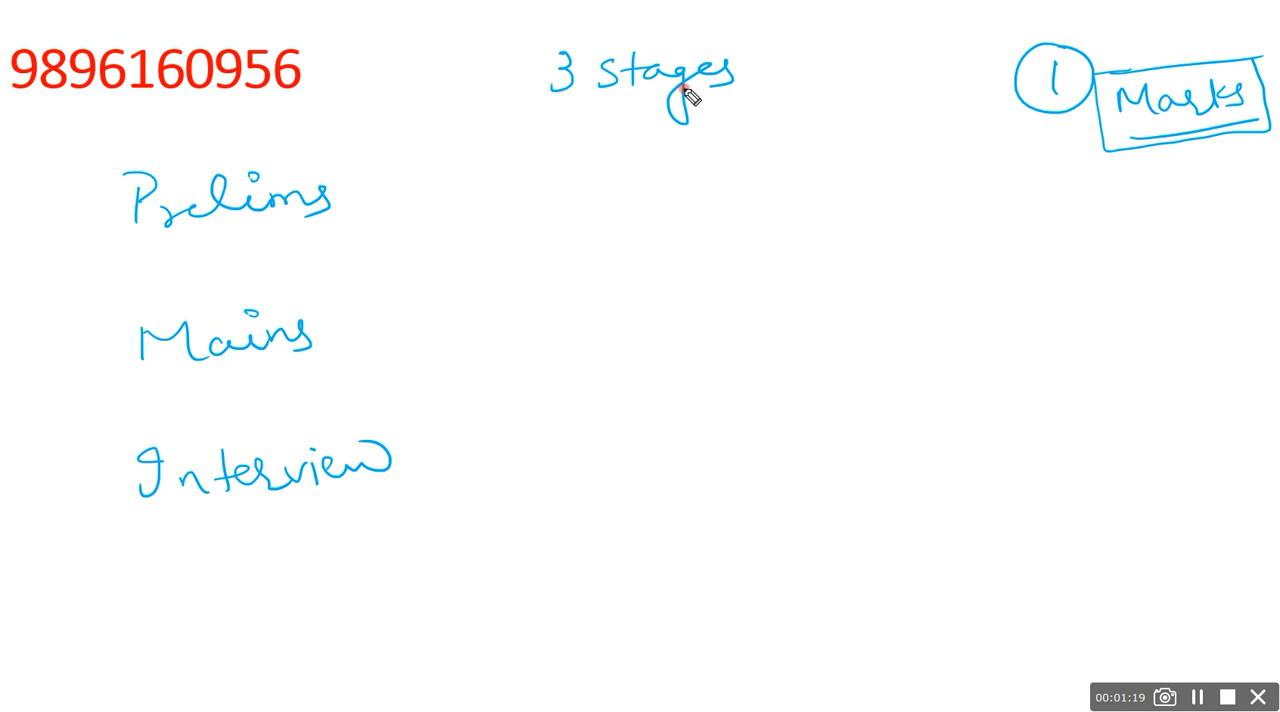 9896160956
3 stages
1
Marks
Prelims
Mains
Interview
00:01:19